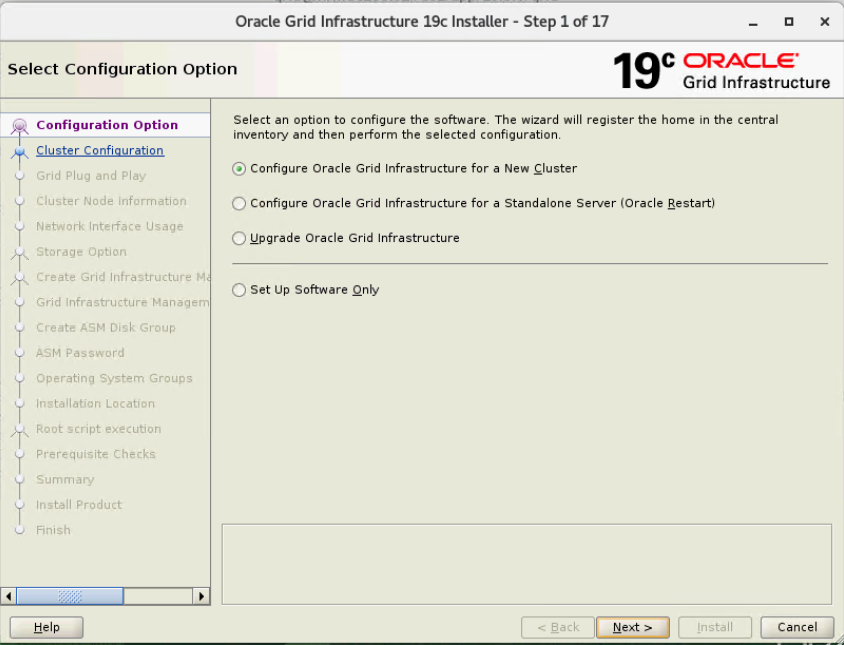 Oracle Grid Infrastructure 19c Installer - Step 1 of 17
Select Configuration Option
19c ORACLE
Grid Infrastructure
Configuration Option
Cluster Configuration
Grid Plug and Play
Cluster Node Information
Network Interface Usage
Storage Option
Create Grid Infrastructure Ma
Grid Infrastructure Managem
Create ASM Disk Group
ASM Password
Operating System Groups
Installation Location
Root script execution
Prerequisite Checks
Summary
Install Product
Finish
Select an option to configure the software. The wizard will register the home in the central
inventory and then perform the selected configuration.
Configure Oracle Grid Infrastructure for a New Cluster
Configure Oracle Grid Infrastructure for a Standalone Server (Oracle Restart)
Upgrade Oracle Grid Infrastructure
Set Up Software Only
Help
< Back
Next >
Install
Cancel